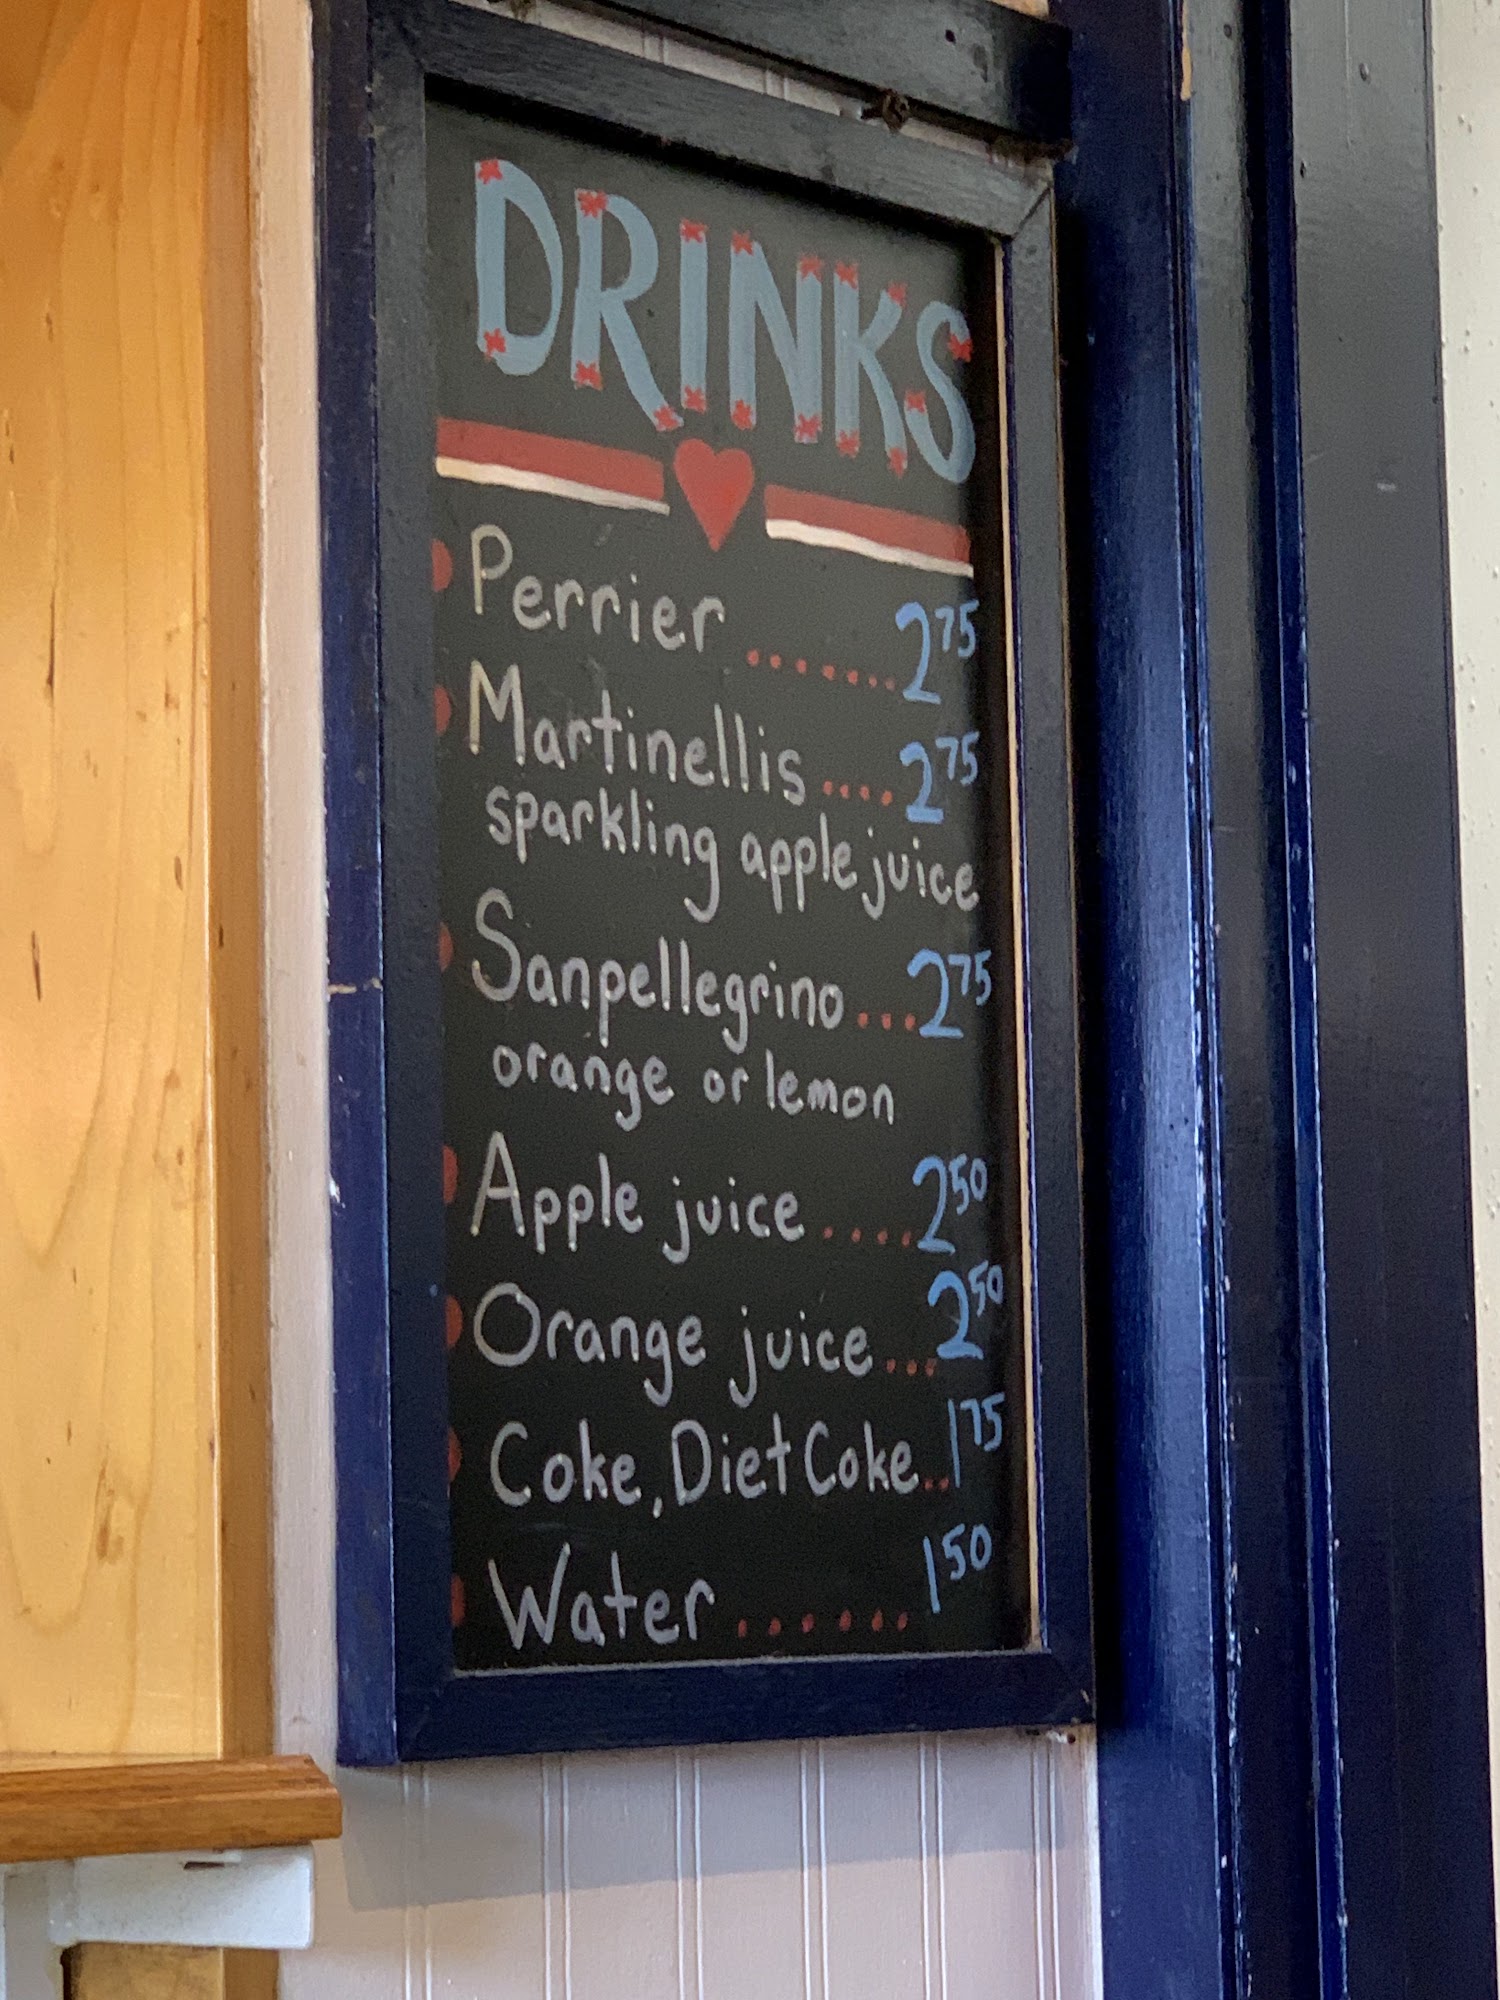 DRINKS
Perrier ....... 2 75
Martinellis .... 2 75
sparkling apple juice
Sanpellegrino ... 2 75
orange or lemon
Apple juice .... 2 50
Orange juice ... 2 50
Coke, Diet Coke .. 1 75
Water ...... 1 50